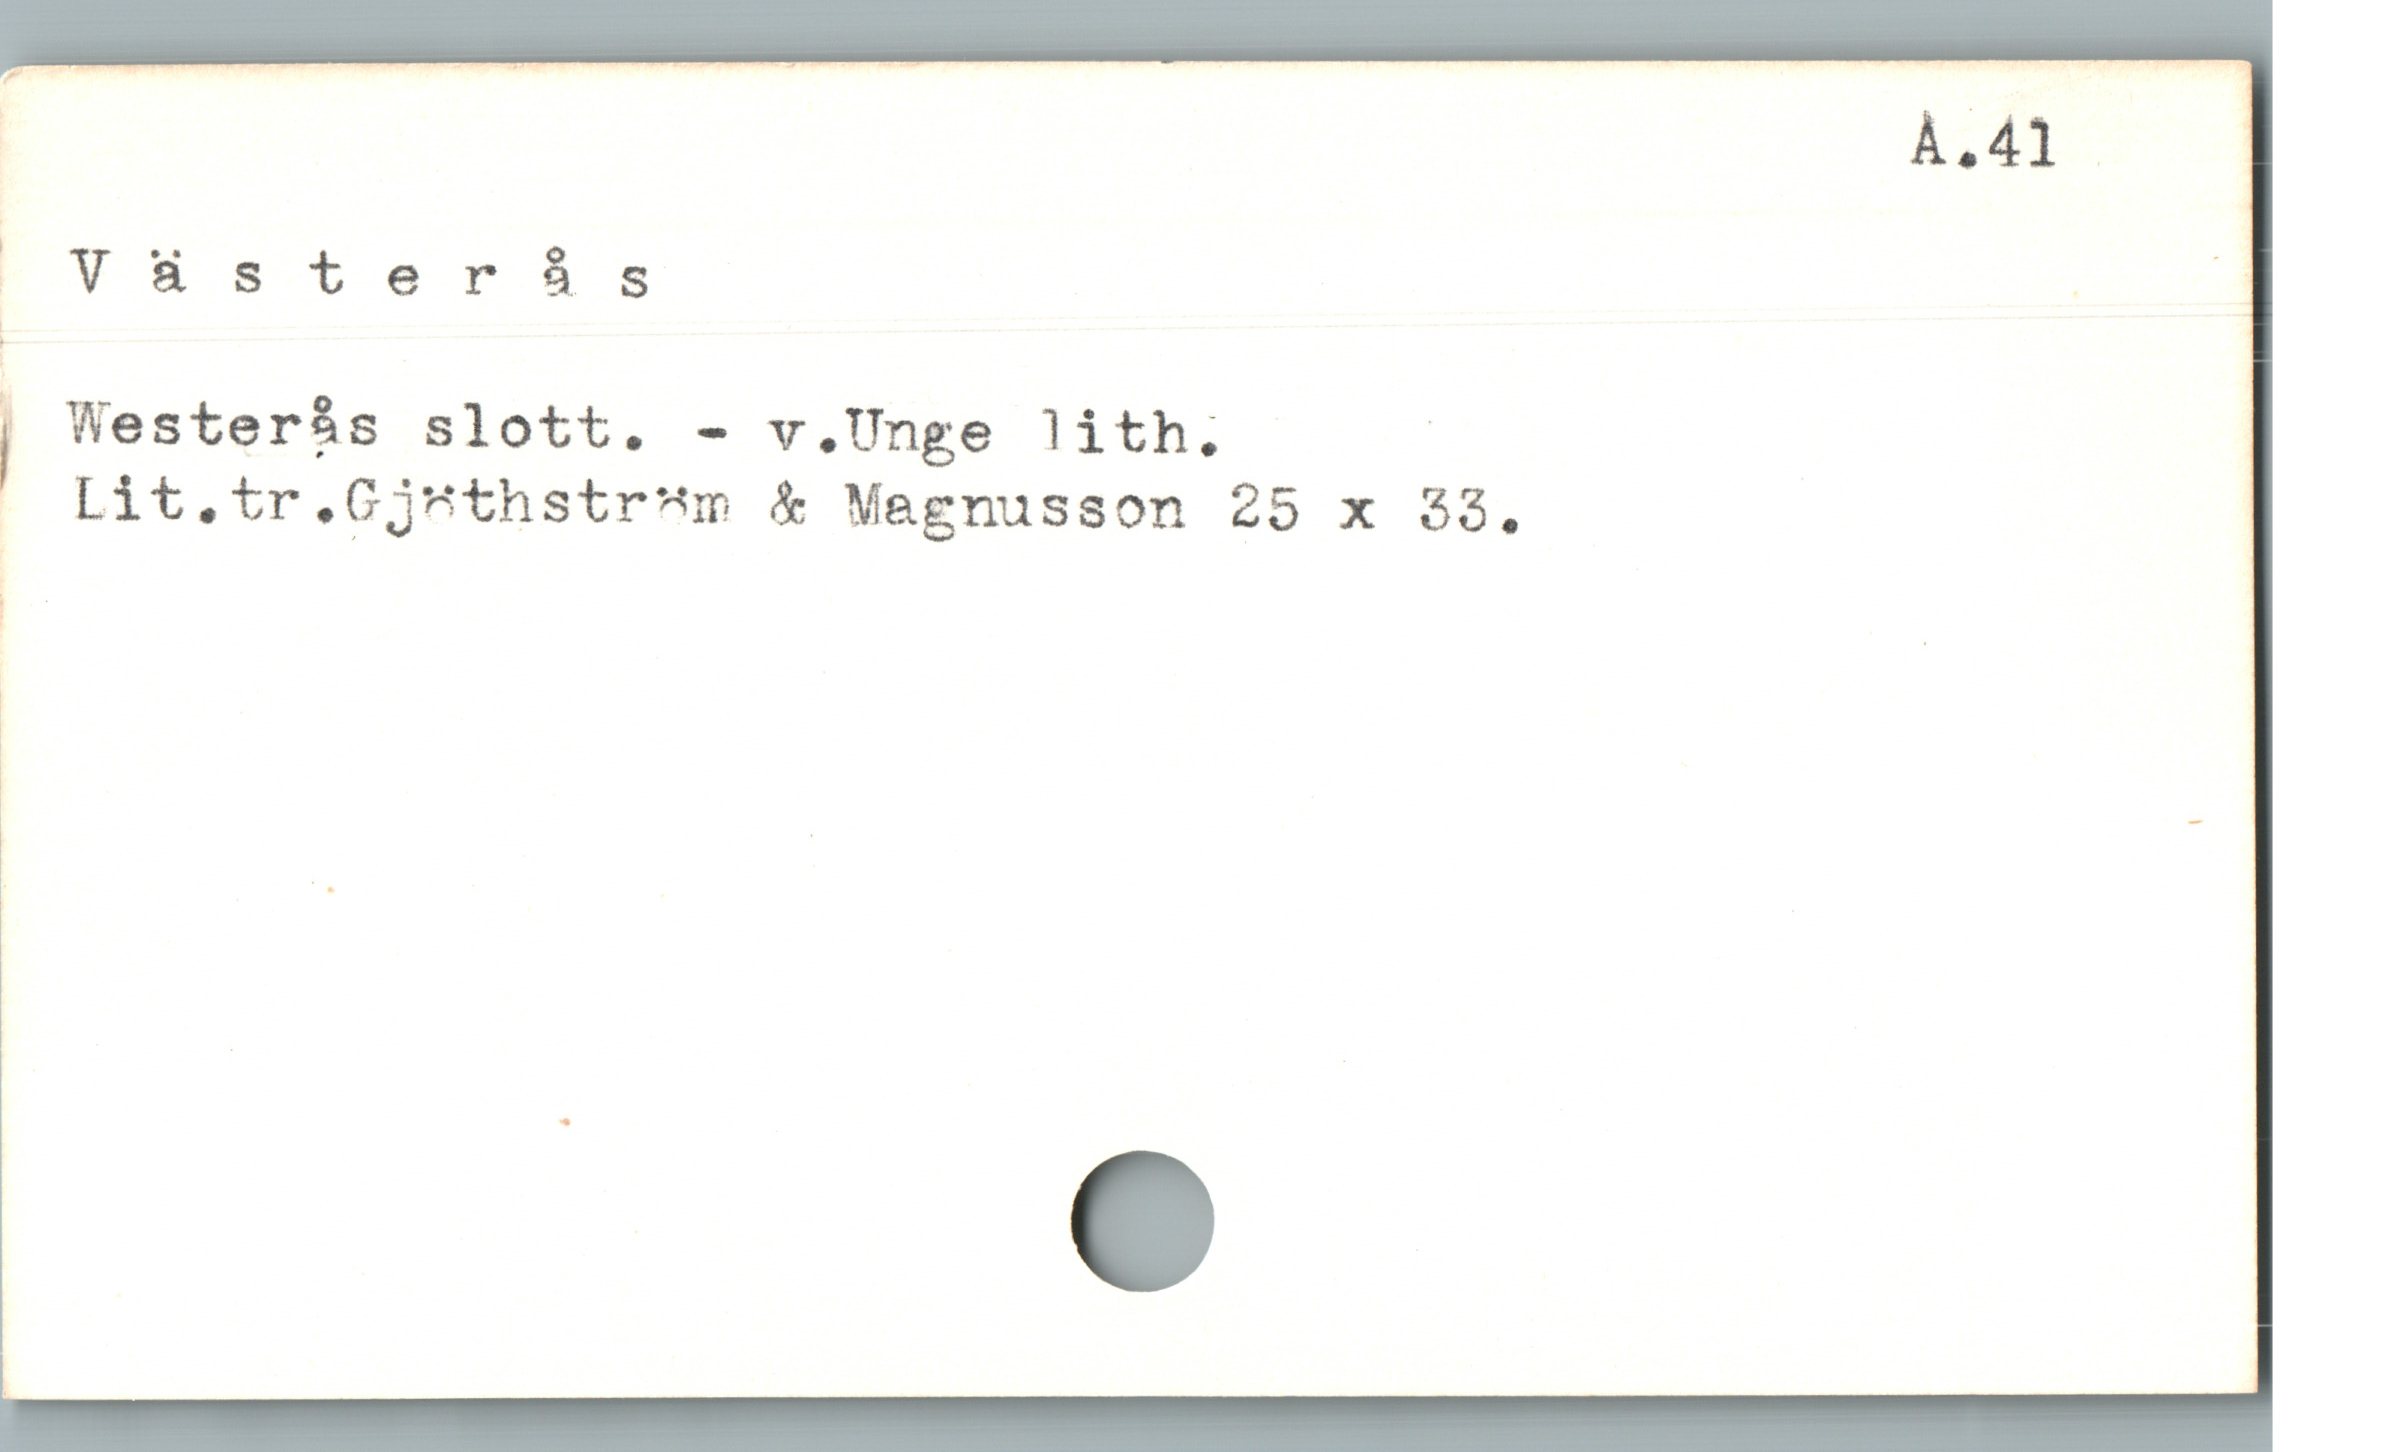 A.41
V ä s t e r å s
Westerås slott. - v.Unge lith.
Lit.tr.Gjöthström & Magnusson 25 x 33.